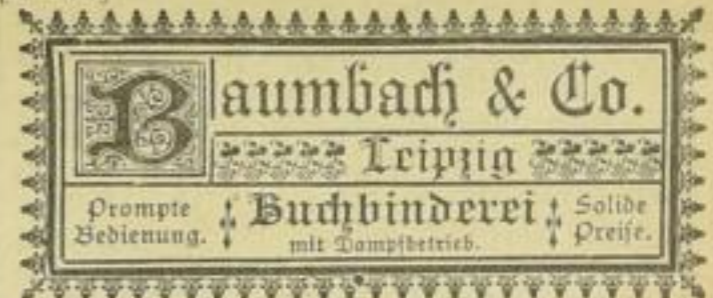 Baumbach & Co.
Leipzig
Prompte
Bedienung.
Buchbinderei
mit Dampfbetrieb.
Solide
Preise.